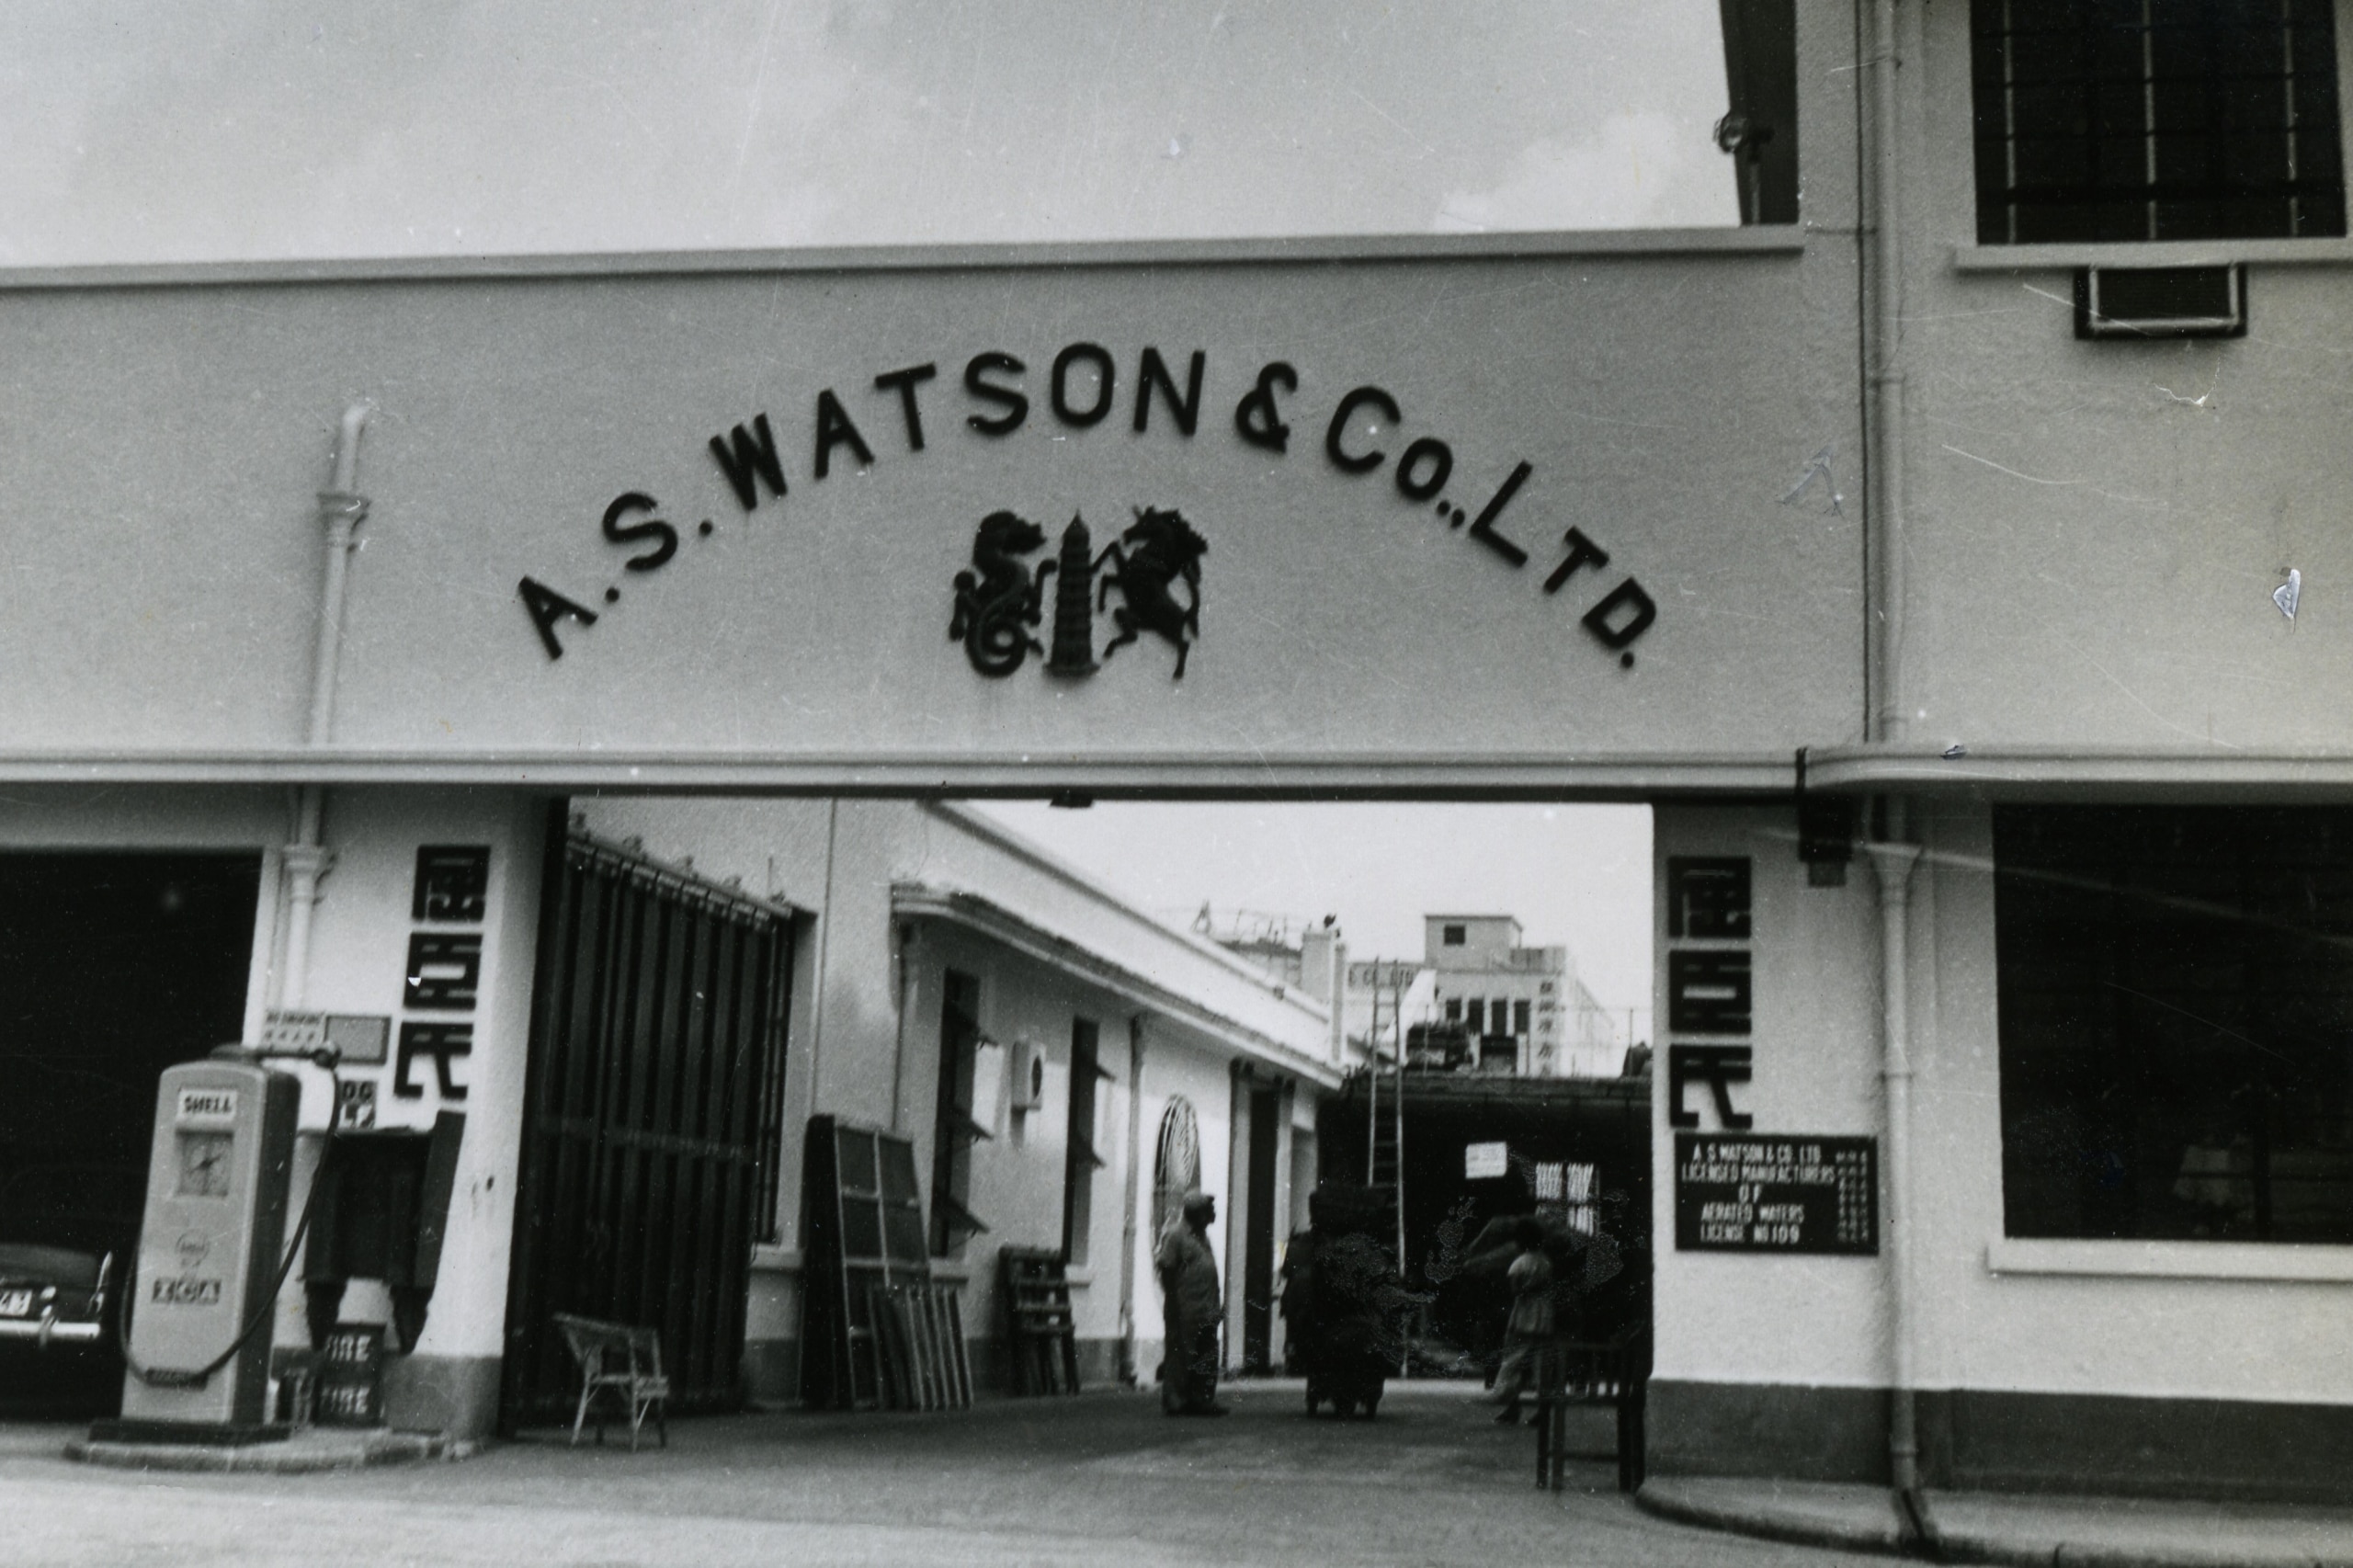 A. S. WATSON & Co., LTD.
屈臣氏
屈臣氏
SHELL
ICA
FIRE
FIRE
A. S. WATSON & CO. LTD.
LICENSED MANUFACTURERS
OF
AERATED WATERS
LICENSE NO 109